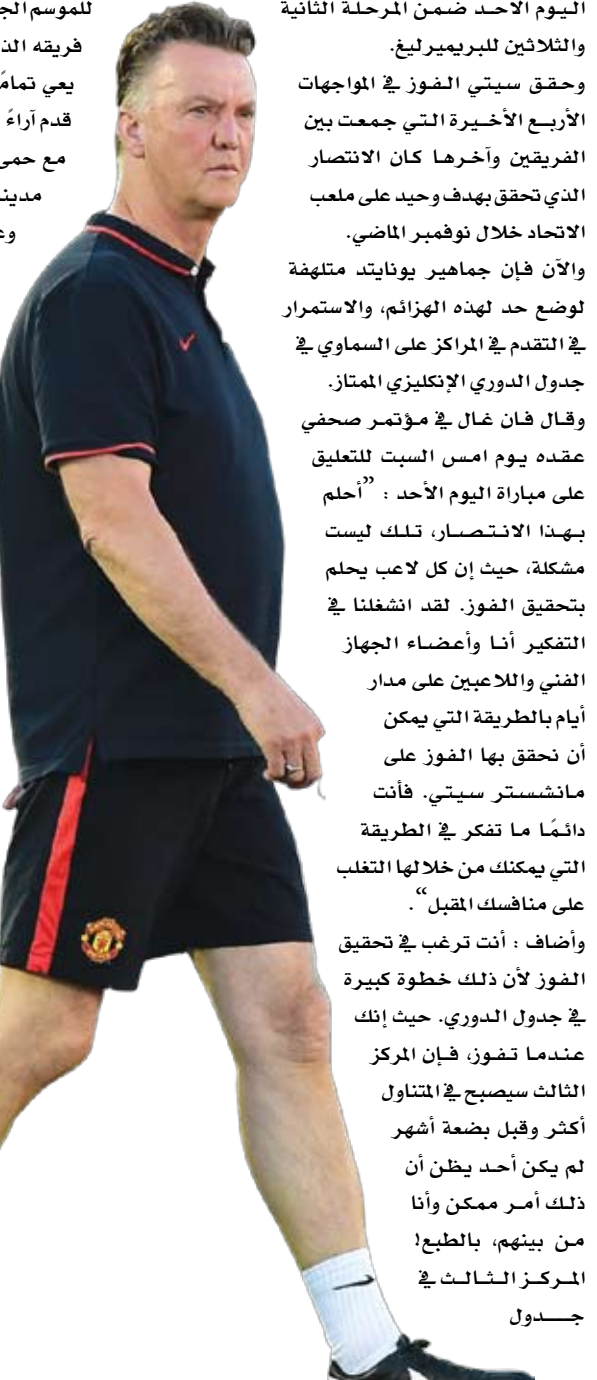 اليوم الاحد ضمن المرحلة الثانية
والثلاثين للبريميرليغ.
وحقق سيتي الفوز في المواجهات
الأربع الأخيرة التي جمعت بين
الفريقين وآخرها كان الانتصار
الذي تحقق بهدف وحيد على ملعب
الاتحاد خلال نوفمبر الماضي.
والآن فإن جماهير يونايتد متلهفة
لوضع حد لهذه الهزائم، والاستمرار
في التقدم في المراكز على السماوي في
جدول الدوري الإنكليزي الممتاز.
وقال فان غال في مؤتمر صحفي
عقده يوم امس السبت للتعليق
على مباراة اليوم الأحد : ”أحلم
بهذا الانتصار، تلك ليست
مشكلة، حيث إن كل لاعب يحلم
بتحقيق الفوز. لقد انشغلنا في
التفكير أنا وأعضاء الجهاز
الفني واللاعبين على مدار
أيام بالطريقة التي يمكن
أن نحقق بها الفوز على
مانشستر سيتي. فأنت
دائمًا ما تفكر في الطريقة
التي يمكنك من خلالها التغلب
على منافسك المقبل“.
وأضاف : أنت ترغب في تحقيق
الفوز لأن ذلك خطوة كبيرة
في جدول الدوري. حيث إنك
عندما تفوز، فإن المركز
الثالث سيصبح في المتناول
أكثر وقبل بضعة أشهر
لم يكن أحد يظن أن
ذلك أمر ممكن وأنا
من بينهم، بالطبع!
المركز الثالث في
جدول
للموسم
فريقه
يعي
قدم آراءً
مع حمى